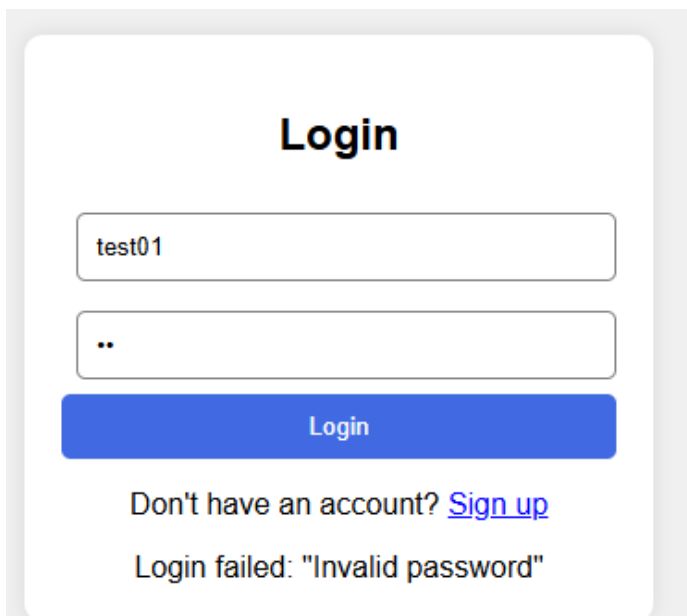 Login
test01
••
Login
Don't have an account? Sign up
Login failed: "Invalid password"